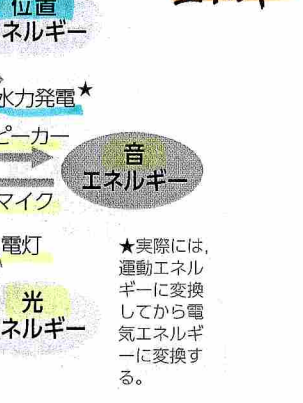 位置
ネルギー
水力発電★
ピーカー
音
エネルギー
マイク
電灯
光
ネルギー
★実際には,
運動エネル
ギーに変換
してから電
気エネルギ
ーに変換す
る。